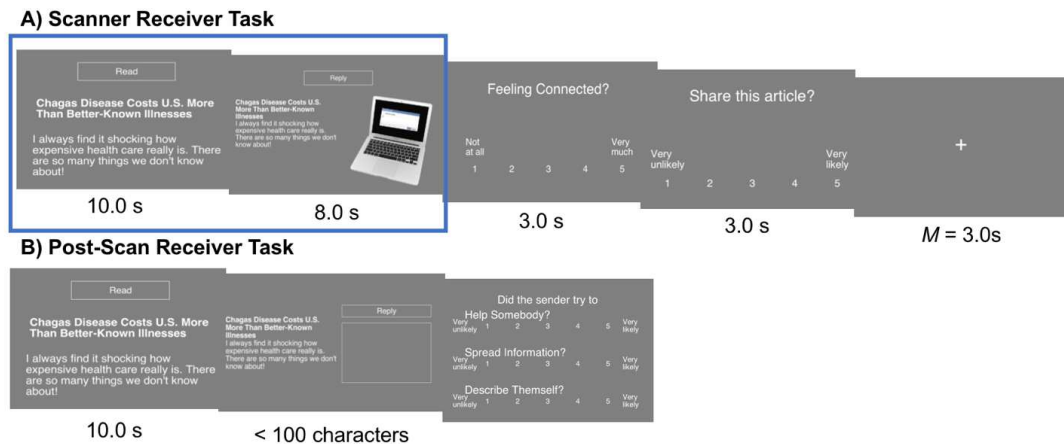 A) Scanner Receiver Task
Read
Chagas Disease Costs U.S. More
Than Better-Known Illnesses
I always find it shocking how
expensive health care really is. There
are so many things we don't know
about!
10.0 s
Reply
Chagas Disease Costs U.S.
More Than Better-Known
Illnesses
I always find it shocking how
expensive health care really is.
There are so many things we don't
know about!
8.0 s
Feeling Connected?
Not
at all
Very
much
1 2 3 4 5
3.0 s
Share this article?
Very
unlikely
Very
likely
1 2 3 4 5
3.0 s
+
M = 3.0s
B) Post-Scan Receiver Task
Read
Chagas Disease Costs U.S. More
Than Better-Known Illnesses
I always find it shocking how
expensive health care really is. There
are so many things we don't know
about!
10.0 s
Reply
Chagas Disease Costs U.S.
More Than Better-Known
Illnesses
I always find it shocking how
expensive health care really is.
There are so many things we don't
know about!
< 100 characters
Did the sender try to
Help Somebody?
Very
unlikely 1 2 3 4 5 Very
likely
Spread Information?
Very
unlikely 1 2 3 4 5 Very
likely
Describe Themself?
Very
unlikely 1 2 3 4 5 Very
likely